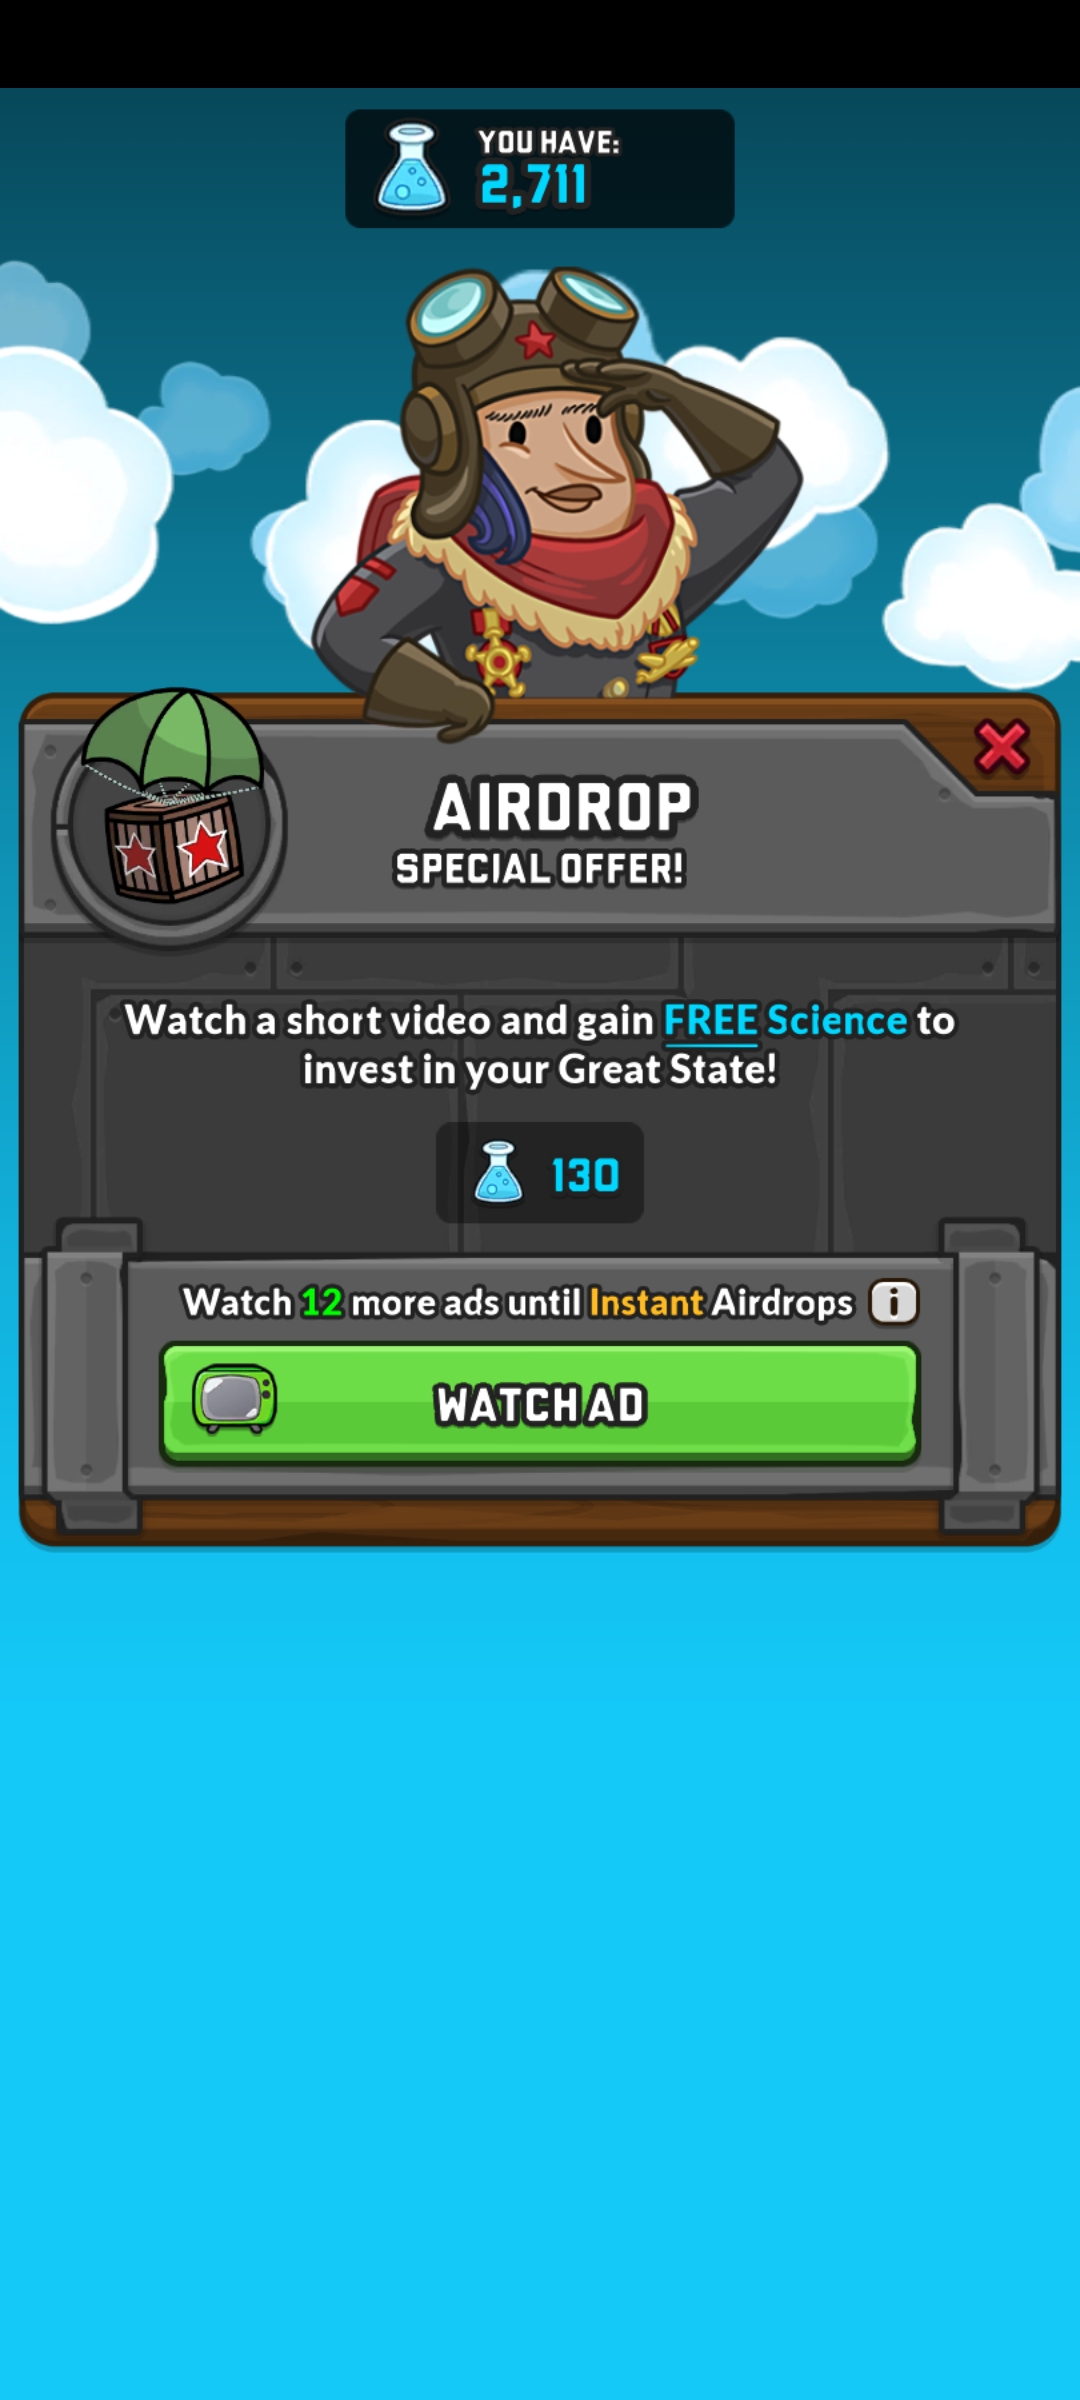 YOU HAVE:
2,711
AIRDROP
SPECIAL OFFER!
Watch a short video and gain FREE Science to
invest in your Great State!
130
Watch 12 more ads until Instant Airdrops i
WATCH AD